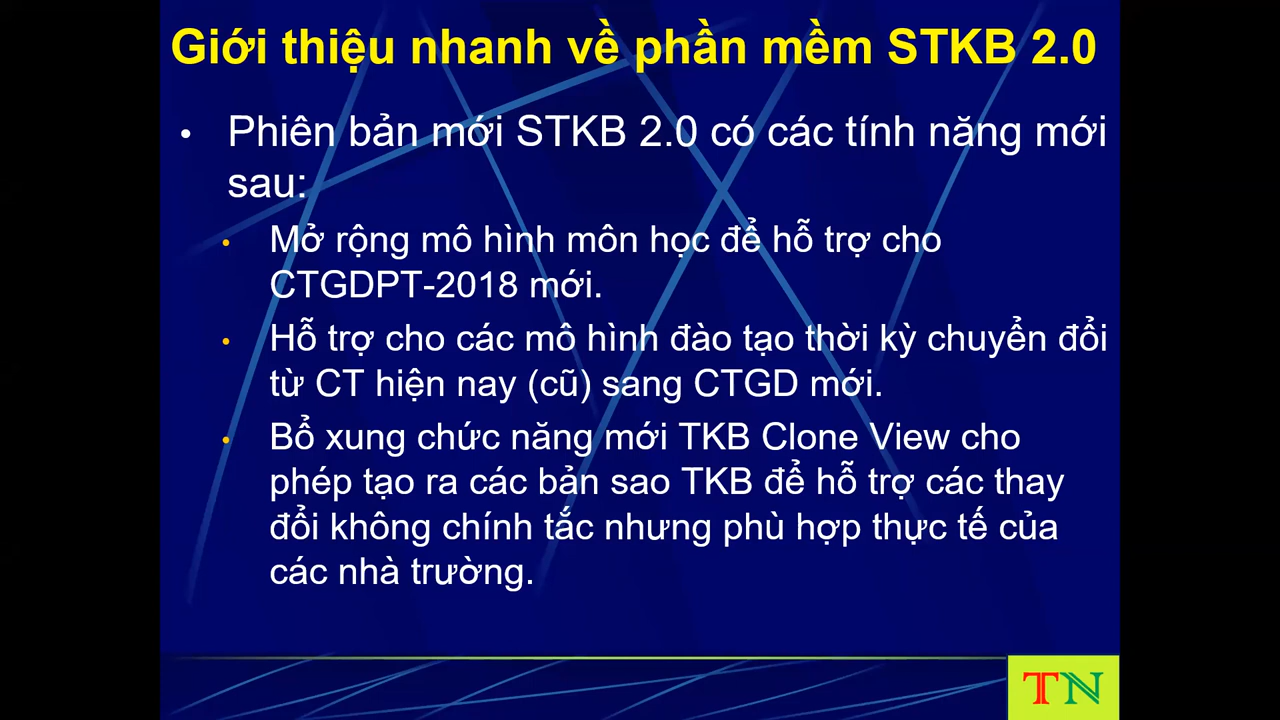 Giới thiệu nhanh về phần mềm STKB 2.0
• Phiên bản mới STKB 2.0 có các tính năng mới
sau:
• Mở rộng mô hình môn học để hỗ trợ cho
CTGDPT-2018 mới.
• Hỗ trợ cho các mô hình đào tạo thời kỳ chuyển đổi
từ CT hiện nay (cũ) sang CTGD mới.
• Bổ xung chức năng mới TKB Clone View cho
phép tạo ra các bản sao TKB để hỗ trợ các thay
đổi không chính tắc nhưng phù hợp thực tế của
các nhà trường.
TN